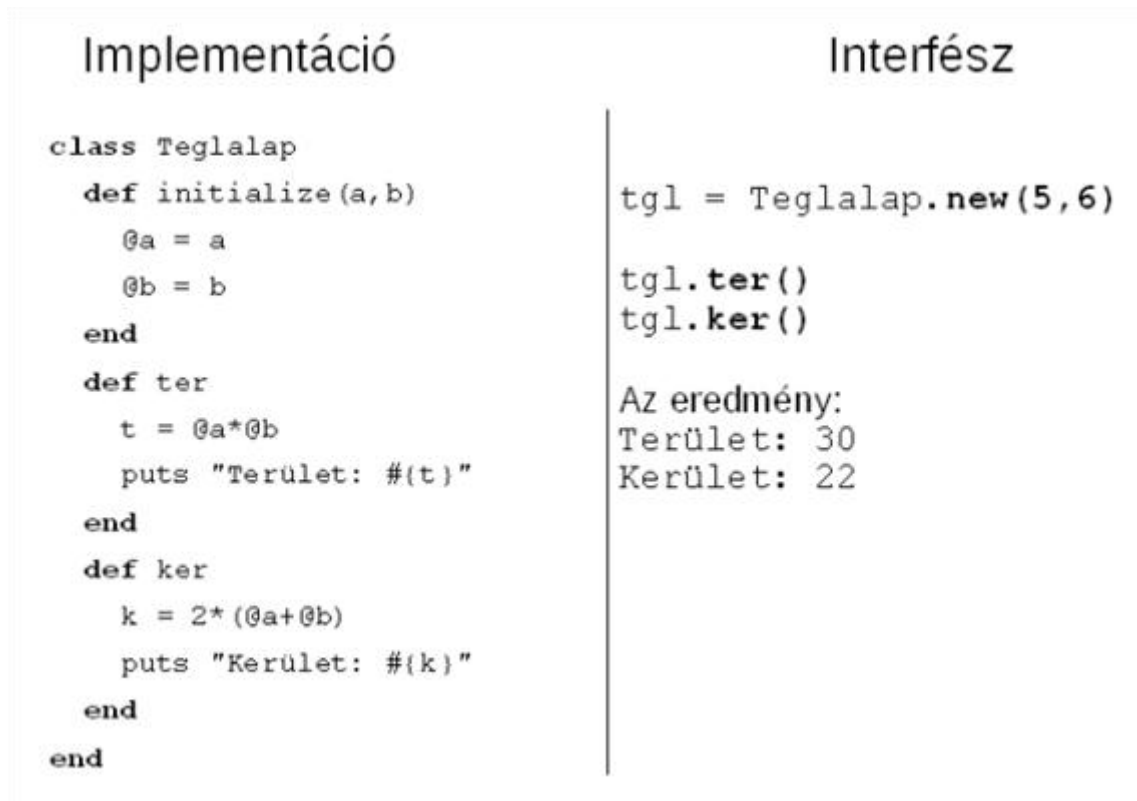 Implementáció
class Teglalap
def initialize(a,b)
@a = a
@b = b
end
def ter
t = @a*@b
puts "Terület: #{t}"
end
def ker
k = 2*(@a+@b)
puts "Kerület: #{k}"
end
end
Interfész
tgl = Teglalap.new(5,6)
tgl.ter()
tgl.ker()
Az eredmény:
Terület: 30
Kerület: 22